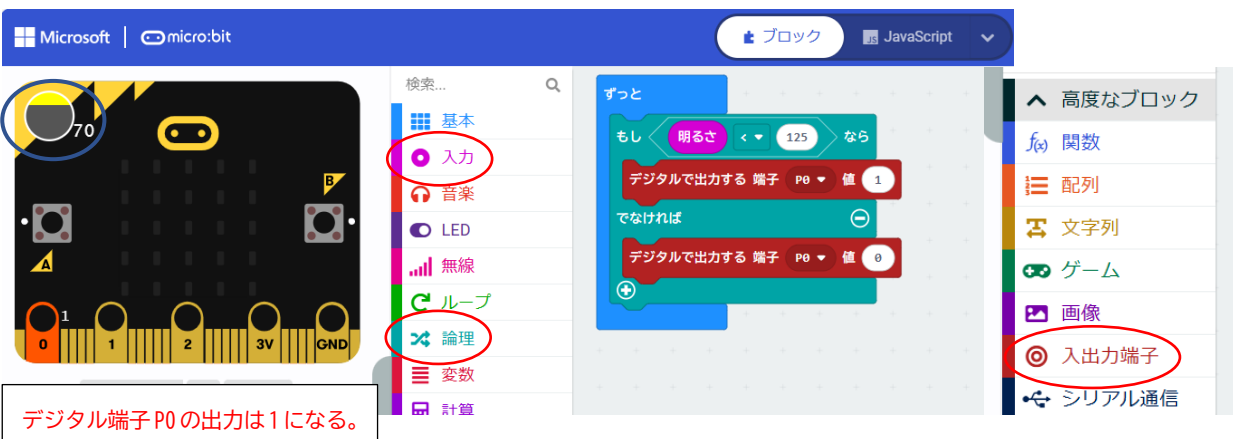 Microsoft micro:bit ブロック JavaScript
70
B
A
1
0 1 2 3V GND
デジタル端子P0の出力は1になる。
検索...
基本
入力
音楽
LED
無線
ループ
論理
変数
計算
ずっと
もし 明るさ < 125 なら
デジタルで出力する 端子 P0 値 1
でなければ
デジタルで出力する 端子 P0 値 0
高度なブロック
f(x) 関数
配列
文字列
ゲーム
画像
入出力端子
シリアル通信